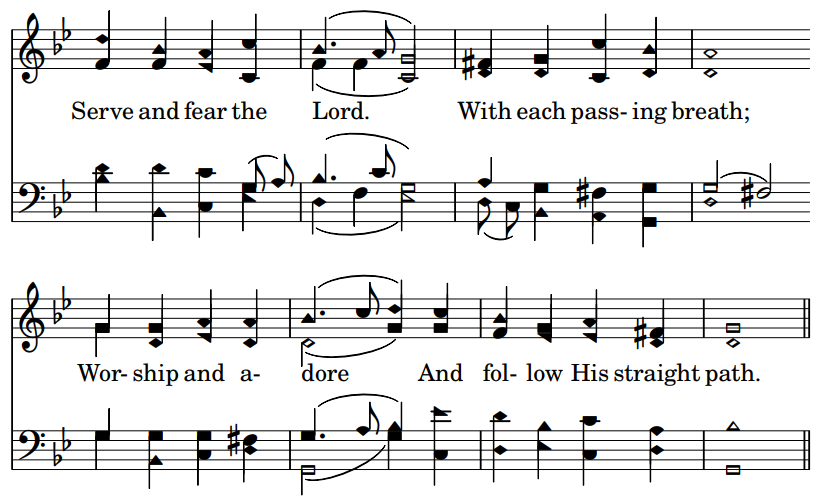 Serve and fear the Lord. With each pass- ing breath;
Wor- ship and a- dore And fol- low His straight path.